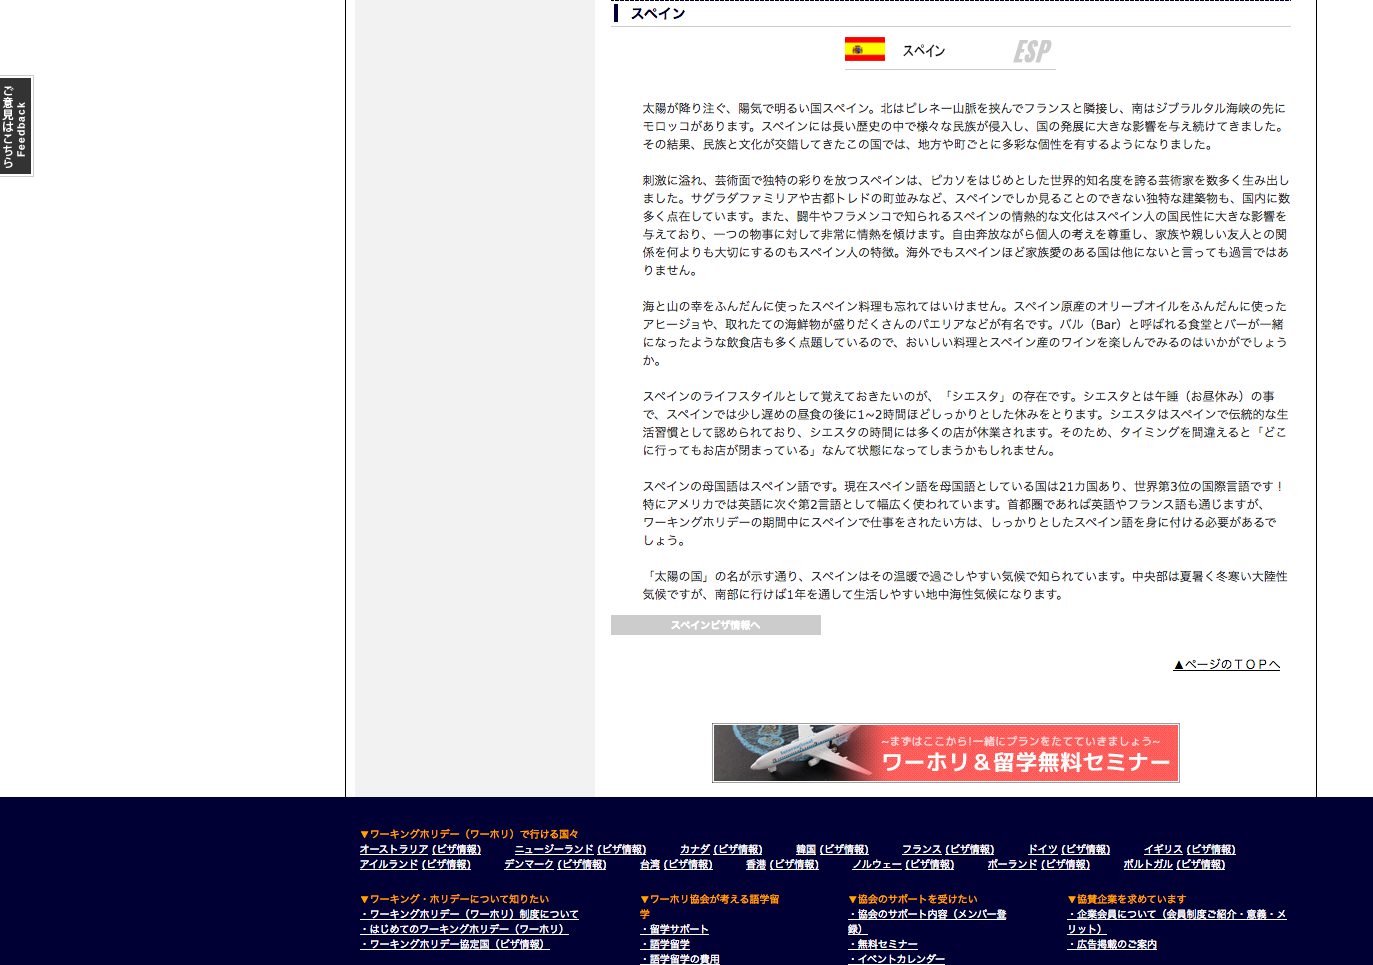 スペイン
スペイン ESP
ご意見はこちら
Feedback
太陽が降り注ぐ、陽気で明るい国スペイン。北はピレネー山脈を挟んでフランスと隣接し、南はジブラルタル海峡の先に
モロッコがあります。スペインには長い歴史の中で様々な民族が侵入し、国の発展に大きな影響を与え続けてきました。
その結果、民族と文化が交錯してきたこの国では、地方や町ごとに多彩な個性を有するようになりました。
刺激に溢れ、芸術面で独特の彩りを放つスペインは、ピカソをはじめとした世界的知名度を誇る芸術家を数多く生み出し
ました。サグラダファミリアや古都トレドの町並みなど、スペインでしか見ることのできない独特な建築物も、国内に数
多く点在しています。また、闘牛やフラメンコで知られるスペインの情熱的な文化はスペイン人の国民性に大きな影響を
与えており、一つの物事に対して非常に情熱を傾けます。自由奔放ながら個人の考えを尊重し、家族や親しい友人との関
係を何よりも大切にするのもスペイン人の特徴。海外でもスペインほど家族愛のある国は他にないと言っても過言ではあ
りません。
海と山の幸をふんだんに使ったスペイン料理も忘れてはいけません。スペイン原産のオリーブオイルをふんだんに使った
アヒージョや、取れたての海鮮物が盛りだくさんのパエリアなどが有名です。バル（Bar）と呼ばれる食堂とバーが一緒
になったような飲食店も多く点題しているので、おいしい料理とスペイン産のワインを楽しんでみるのはいかがでしょう
か。
スペインのライフスタイルとして覚えておきたいのが、「シエスタ」の存在です。シエスタとは午睡（お昼休み）の事
で、スペインでは少し遅めの昼食の後に1~2時間ほどしっかりとした休みをとります。シエスタはスペインで伝統的な生
活習慣として認められており、シエスタの時間には多くの店が休業されます。そのため、タイミングを間違えると「どこ
に行ってもお店が閉まっている」なんて状態になってしまうかもしれません。
スペインの母国語はスペイン語です。現在スペイン語を母国語としている国は21カ国あり、世界第3位の国際言語です！
特にアメリカでは英語に次ぐ第2言語として幅広く使われています。首都圏であれば英語やフランス語も通じますが、
ワーキングホリデーの期間中にスペインで仕事をされたい方は、しっかりとしたスペイン語を身に付ける必要があるで
しょう。
「太陽の国」の名が示す通り、スペインはその温暖で過ごしやすい気候で知られています。中央部は夏暑く冬寒い大陸性
気候ですが、南部に行けば1年を通して生活しやすい地中海性気候になります。
スペインビザ情報へ
▲ページのＴＯＰへ
~まずはここから!一緒にプランをたてていきましょう~
ワーホリ＆留学無料セミナー
▼ワーキングホリデー（ワーホリ）で行ける国々
オーストラリア (ビザ情報) ニュージーランド (ビザ情報) カナダ (ビザ情報) 韓国 (ビザ情報) フランス (ビザ情報) ドイツ (ビザ情報) イギリス (ビザ情報)
アイルランド (ビザ情報) デンマーク (ビザ情報) 台湾 (ビザ情報) 香港 (ビザ情報) ノルウェー (ビザ情報) ポーランド (ビザ情報) ポルトガル (ビザ情報)
▼ワーキング・ホリデーについて知りたい
・ワーキングホリデー（ワーホリ）制度について
・はじめてのワーキングホリデー（ワーホリ）
・ワーキングホリデー協定国（ビザ情報）
▼ワーホリ協会が考える語学留
学
・留学サポート
・語学留学
・語学留学の費用
▼協会のサポートを受けたい
・協会のサポート内容（メンバー登
録）
・無料セミナー
・イベントカレンダー
▼協賛企業を求めています
・企業会員について（会員制度ご紹介・意義・メ
リット）
・広告掲載のご案内